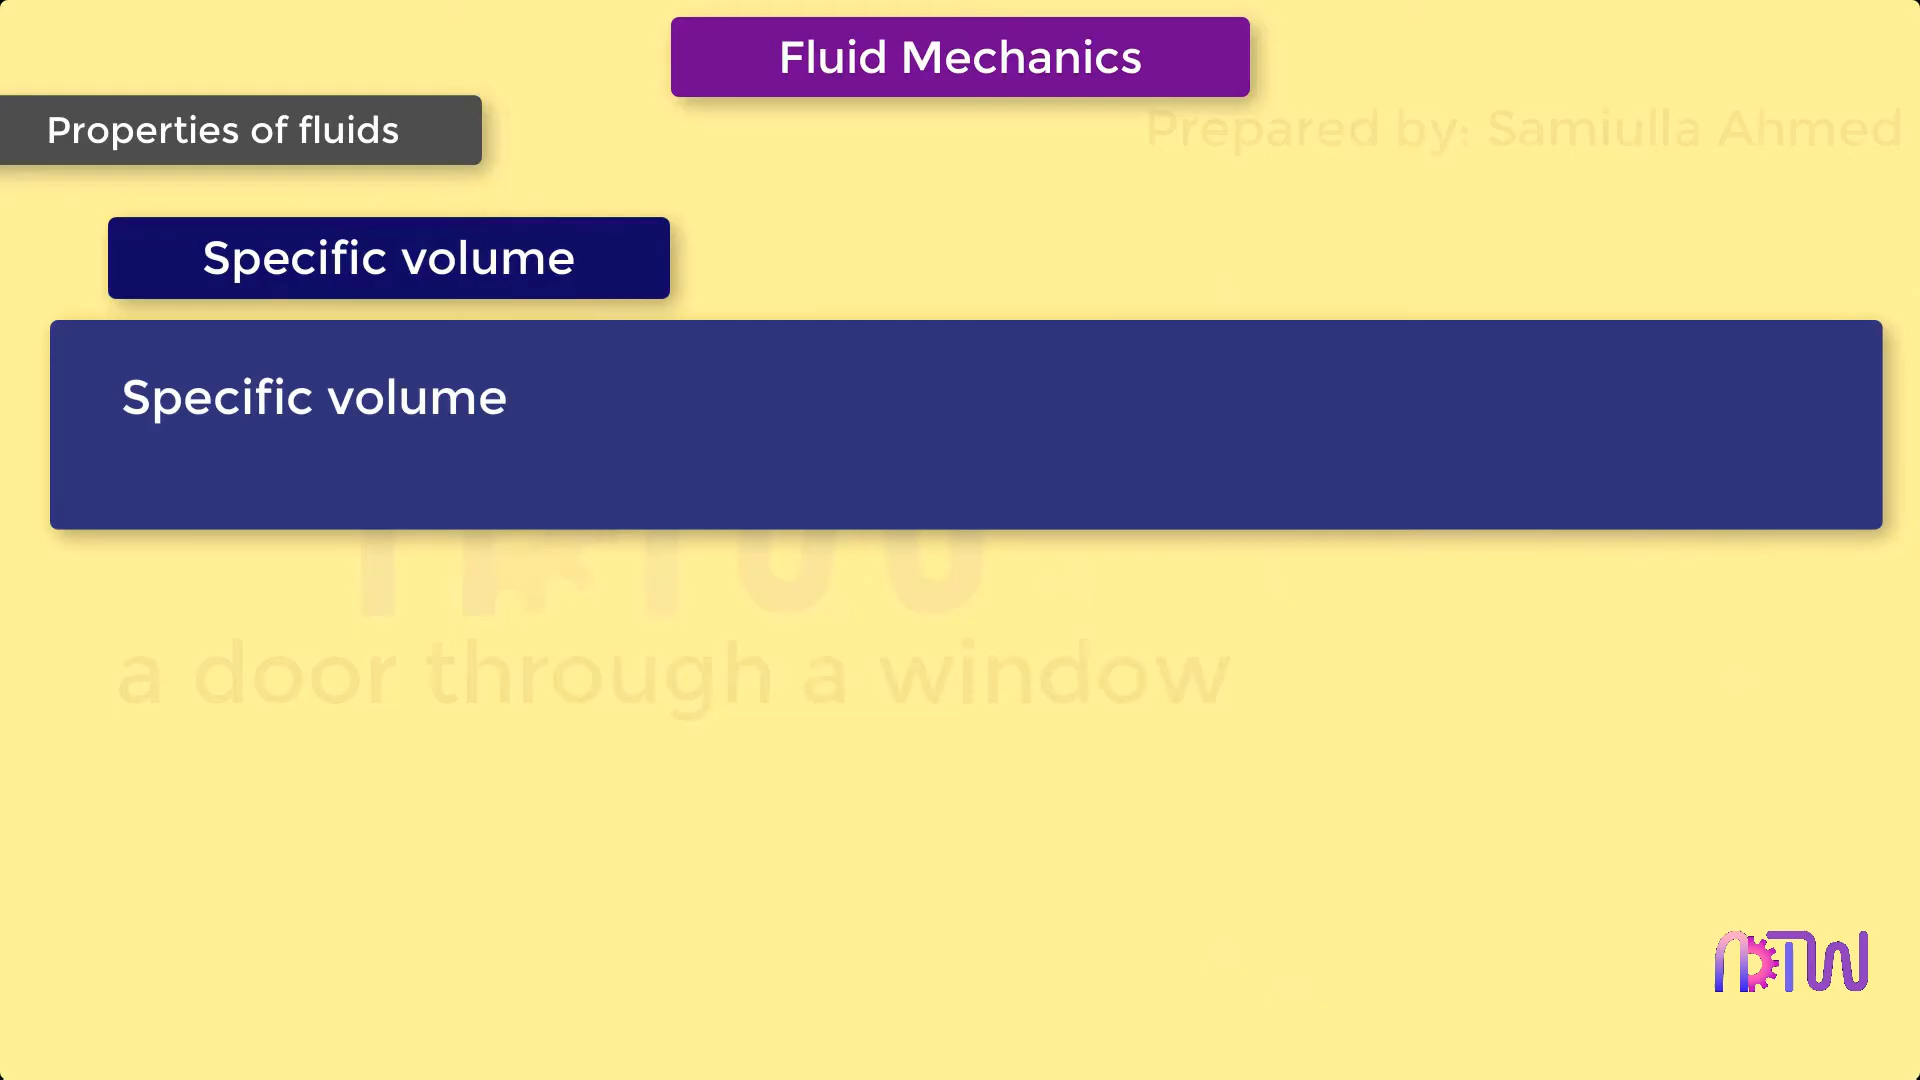 Fluid Mechanics
Properties of fluids
Prepared by: Samiulla Ahmed
Specific volume
Specific volume
a door through a window